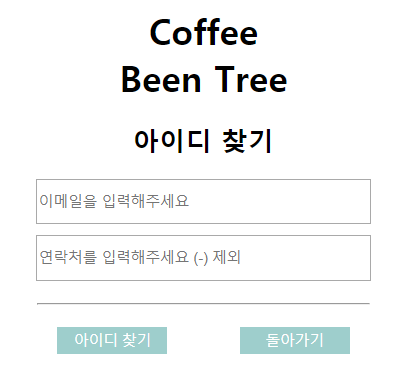 Coffee
Been Tree
아이디 찾기
이메일을 입력해주세요
연락처를 입력해주세요 (-) 제외
아이디 찾기
돌아가기